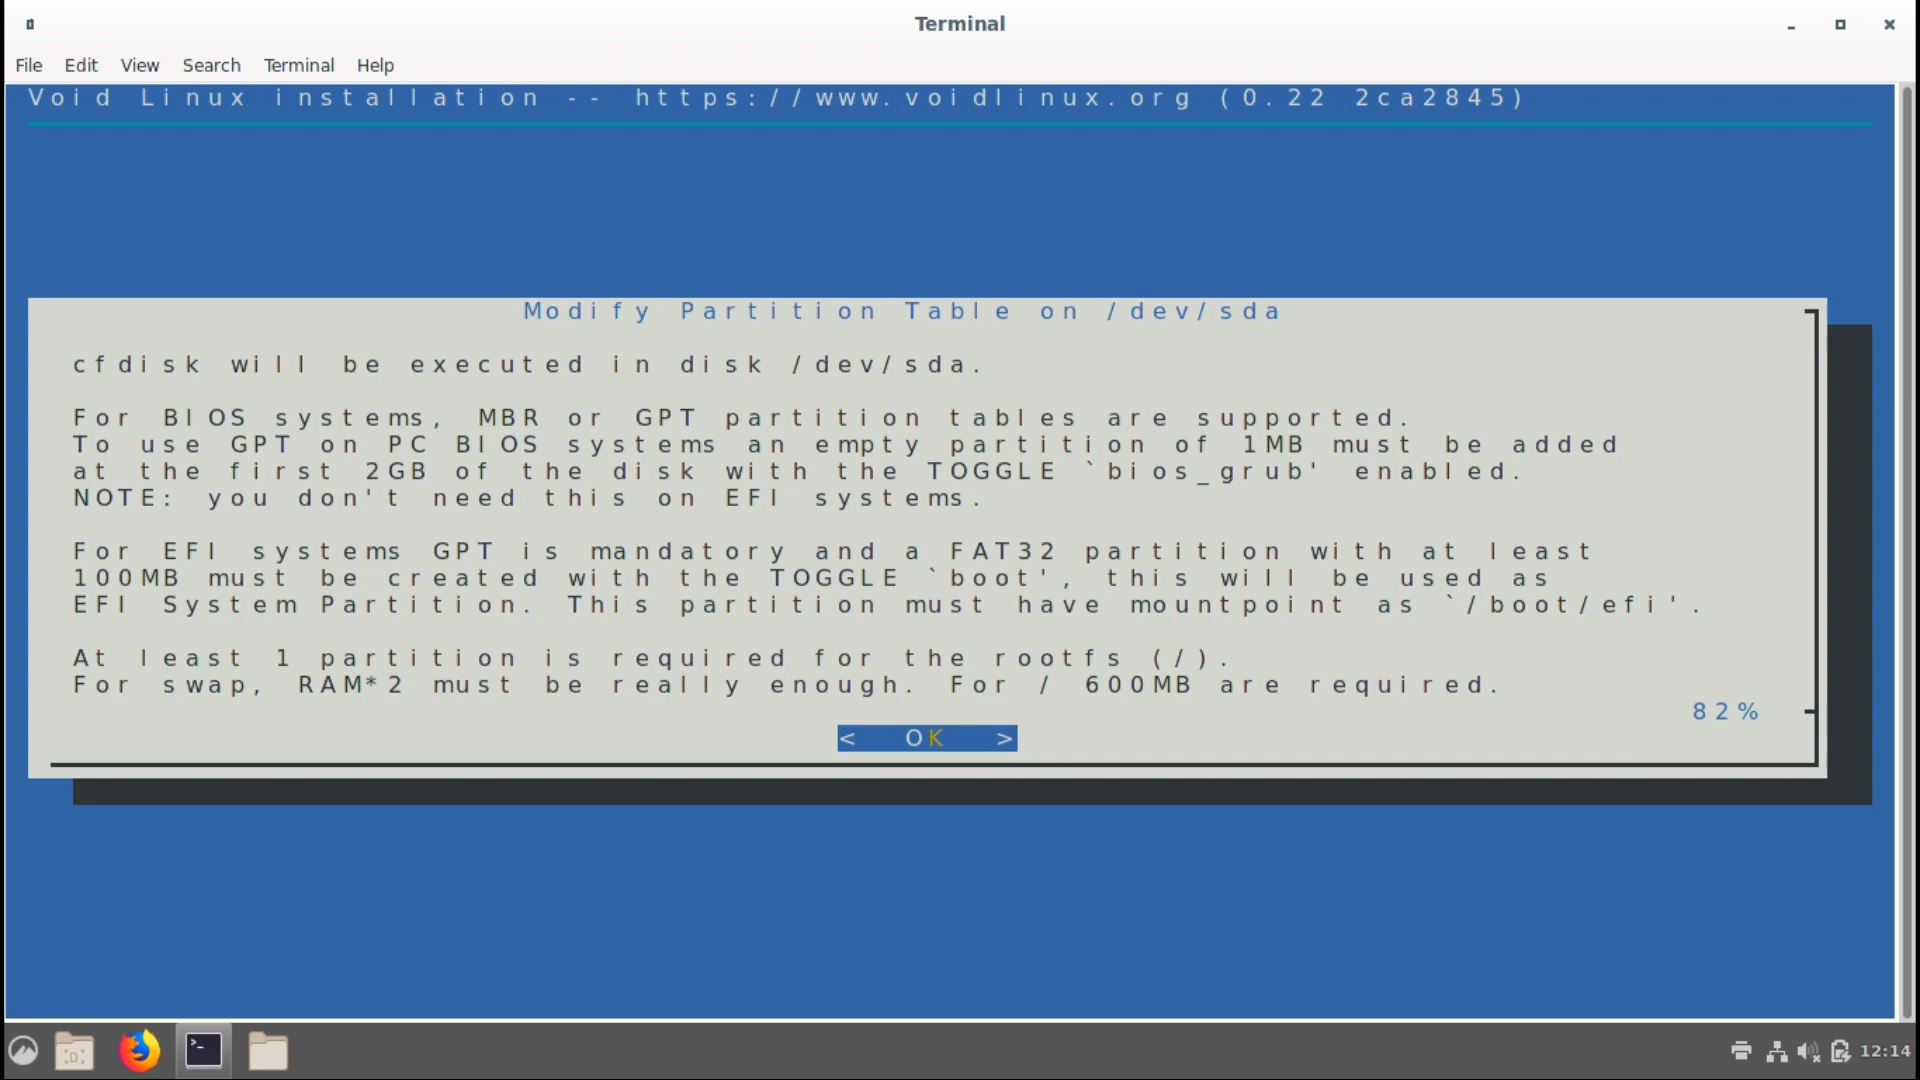 Terminal
File Edit View Search Terminal Help
Void Linux installation -- https://www.voidlinux.org (0.22 2ca2845)
Modify Partition Table on /dev/sda
cfdisk will be executed in disk /dev/sda.
For BIOS systems, MBR or GPT partition tables are supported.
To use GPT on PC BIOS systems an empty partition of 1MB must be added
at the first 2GB of the disk with the TOGGLE `bios_grub' enabled.
NOTE: you don't need this on EFI systems.
For EFI systems GPT is mandatory and a FAT32 partition with at least
100MB must be created with the TOGGLE `boot', this will be used as
EFI System Partition. This partition must have mountpoint as `/boot/efi'.
At least 1 partition is required for the rootfs (/).
For swap, RAM*2 must be really enough. For / 600MB are required.
82%
< OK >
12:14